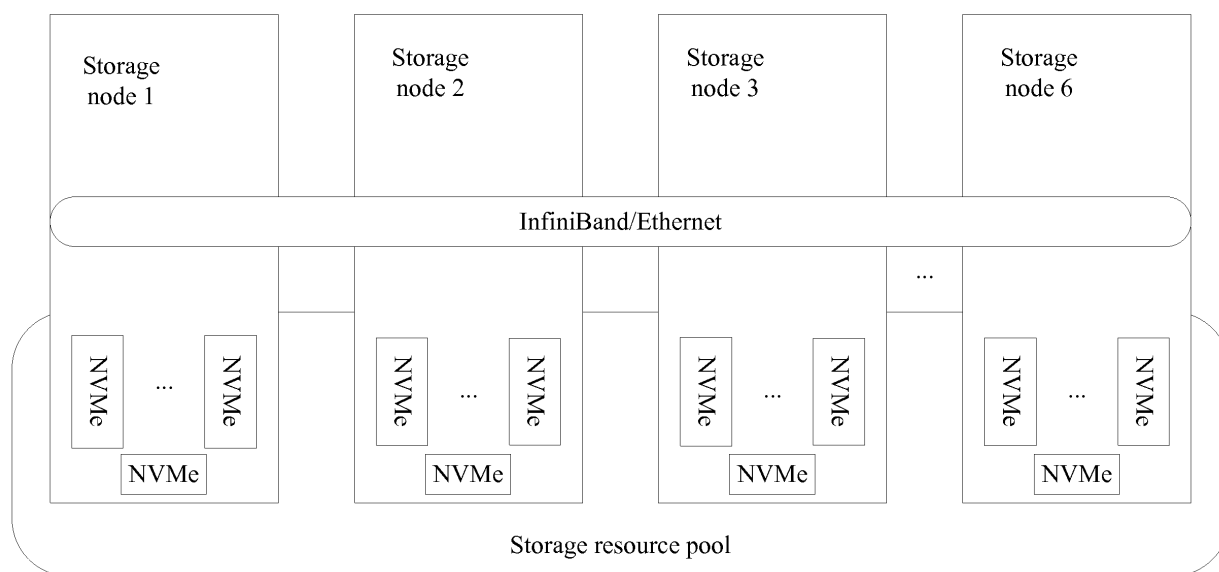 Storage
node 1
Storage
node 2
Storage
node 3
Storage
node 6
InfiniBand/Ethernet
...
NVMe
...
NVMe
NVMe
NVMe
...
NVMe
NVMe
NVMe
...
NVMe
NVMe
NVMe
...
NVMe
NVMe
Storage resource pool